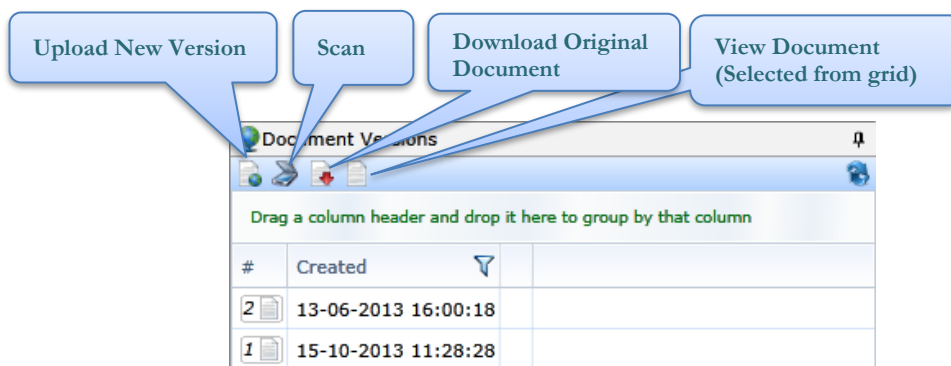 Upload New Version
Scan
Download Original
Document
View Document
(Selected from grid)
Document Versions
Drag a column header and drop it here to group by that column
# Created
2 13-06-2013 16:00:18
1 15-10-2013 11:28:28